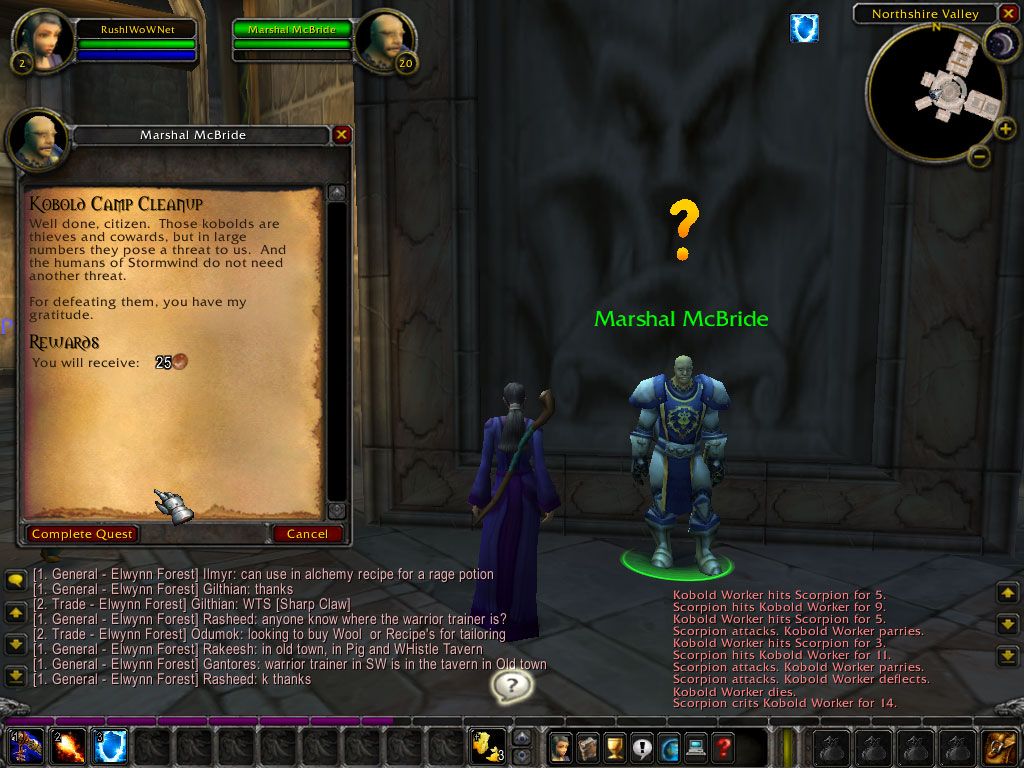 RushIWoWNet
2
Marshal McBride
20
Northshire Valley
N
Marshal McBride
Kobold Camp Cleanup
Well done, citizen. Those kobolds are
thieves and cowards, but in large
numbers they pose a threat to us. And
the humans of Stormwind do not need
another threat.
For defeating them, you have my
gratitude.
Rewards
You will receive: 25
Complete Quest
Cancel
?
Marshal McBride
P
[1. General - Elwynn Forest] Ilmyr: can use in alchemy recipe for a rage potion
[1. General - Elwynn Forest] Gilthian: thanks
[2. Trade - Elwynn Forest] Gilthian: WTS [Sharp Claw]
[1. General - Elwynn Forest] Rasheed: anyone know where the warrior trainer is?
[2. Trade - Elwynn Forest] Odumok: looking to buy Wool or Recipe's for tailoring
[1. General - Elwynn Forest] Rakeesh: in old town, in Pig and WHistle Tavern
[1. General - Elwynn Forest] Gantores: warrior trainer in SW is in the tavern in Old town
[1. General - Elwynn Forest] Rasheed: k thanks
?
Kobold Worker hits Scorpion for 5.
Scorpion hits Kobold Worker for 9.
Kobold Worker hits Scorpion for 5.
Scorpion attacks. Kobold Worker parries.
Kobold Worker hits Scorpion for 3.
Scorpion hits Kobold Worker for 11.
Scorpion attacks. Kobold Worker parries.
Scorpion attacks. Kobold Worker deflects.
Kobold Worker dies.
Scorpion crits Kobold Worker for 14.
1 2 3
3
! ?